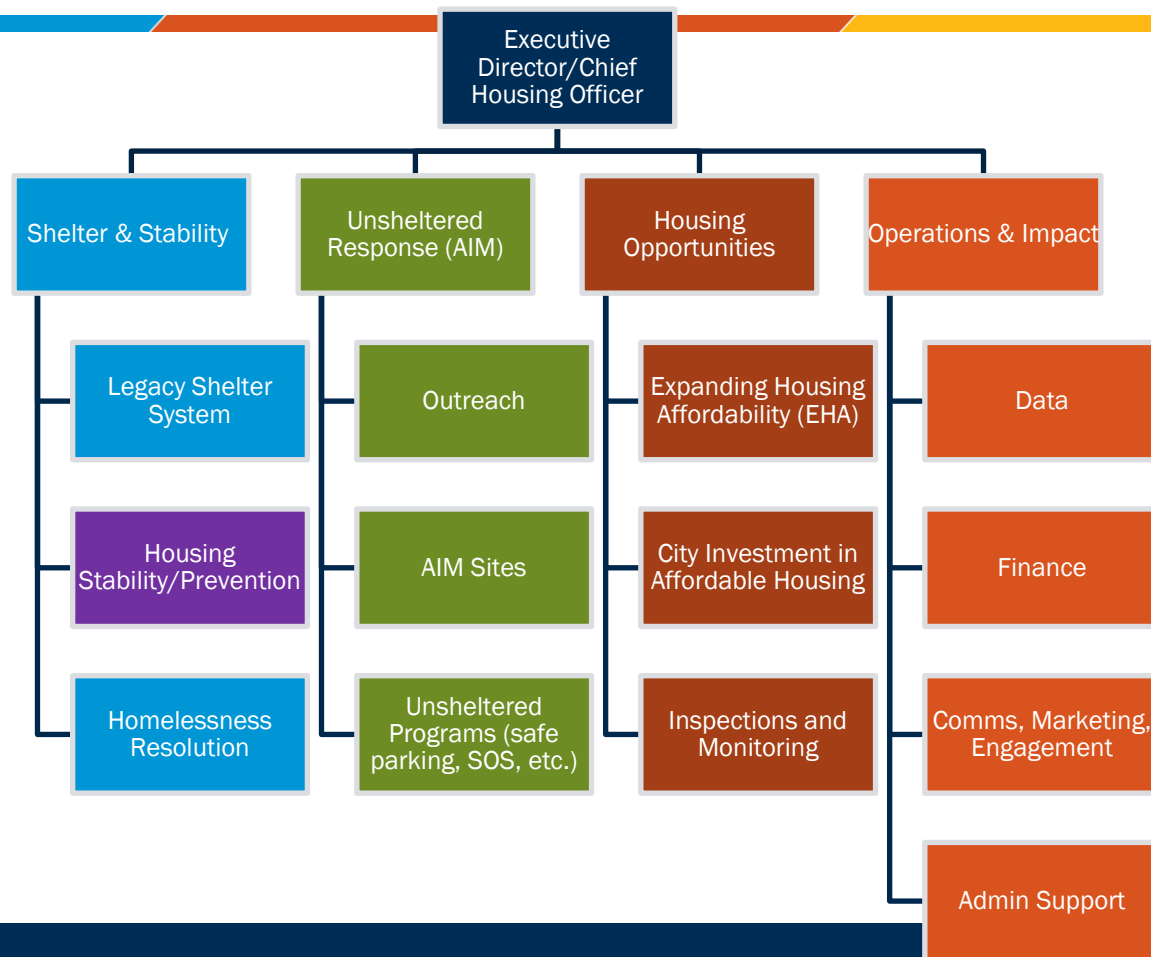 Executive
Director/Chief
Housing Officer
Shelter & Stability
Unsheltered
Response (AIM)
Housing
Opportunities
Operations & Impact
Legacy Shelter
System
Outreach
Expanding Housing
Affordability (EHA)
Data
Housing
Stability/Prevention
AIM Sites
City Investment in
Affordable Housing
Finance
Homelessness
Resolution
Unsheltered
Programs (safe
parking, SOS, etc.)
Inspections and
Monitoring
Comms, Marketing,
Engagement
Admin Support